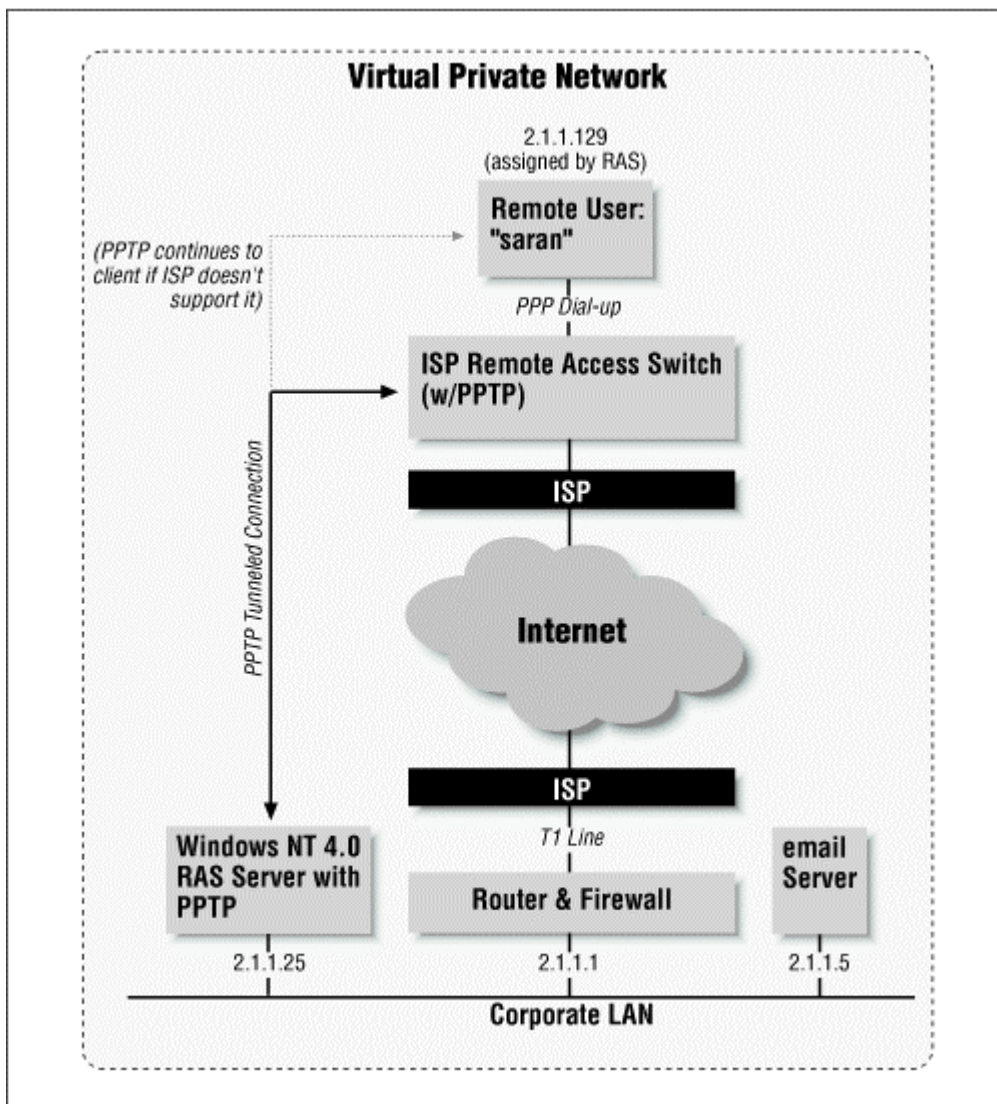 Virtual Private Network
2.1.1.129
(assigned by RAS)
Remote User:
"saran"
(PPTP continues to
client if ISP doesn't
support it)
PPP Dial-up
ISP Remote Access Switch
(w/PPTP)
ISP
PPTP Tunneled Connection
Internet
ISP
T1 Line
Windows NT 4.0
RAS Server with
PPTP
Router & Firewall
email
Server
2.1.1.25
2.1.1.1
2.1.1.5
Corporate LAN